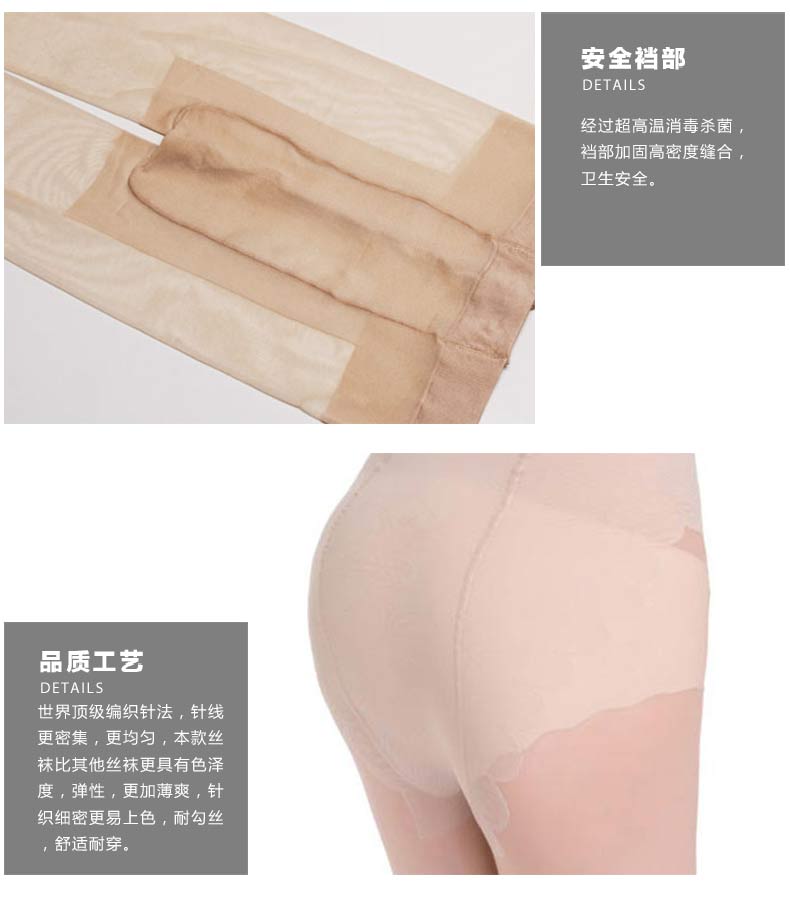 安全裆部
DETAILS
经过超高温消毒杀菌，
裆部加固高密度缝合，
卫生安全。
品质工艺
DETAILS
世界顶级编织针法，针线
更密集，更均匀，本款丝
袜比其他丝袜更具有色泽
度，弹性，更加薄爽，针
织细密更易上色，耐勾丝
，舒适耐穿。